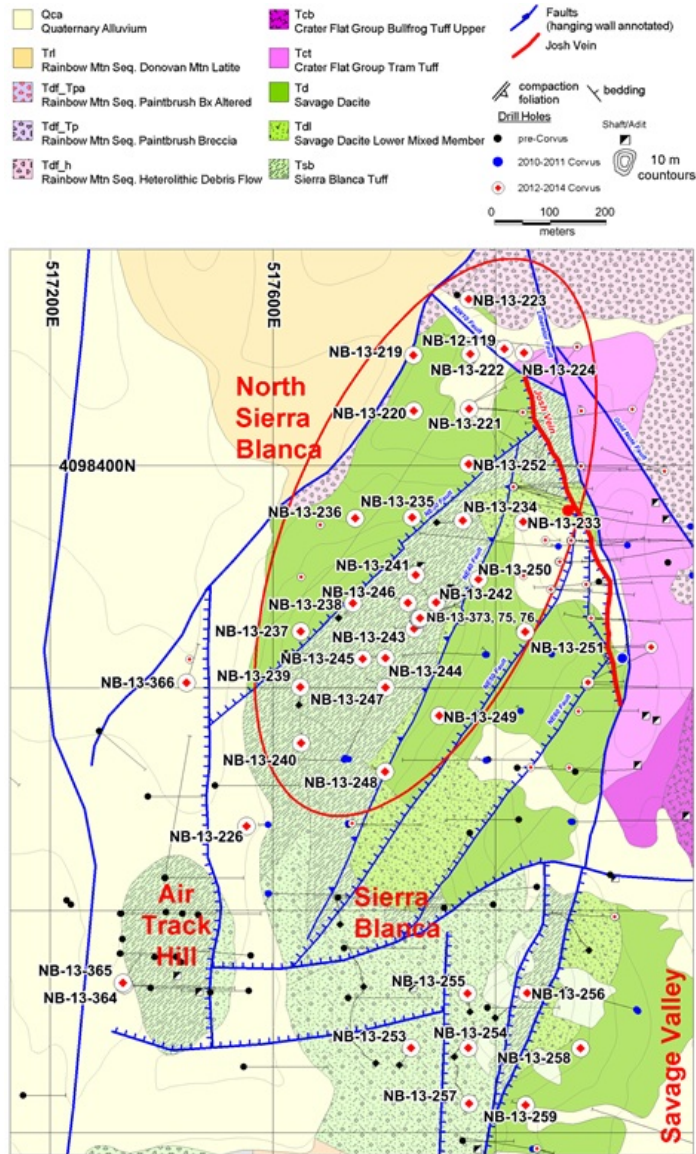 Qca
Quaternary Alluvium
Trl
Rainbow Mtn Seq. Donovan Mtn Latite
Tdf_Tpa
Rainbow Mtn Seq. Paintbrush Bx Altered
Tdf_Tp
Rainbow Mtn Seq. Paintbrush Breccia
Tdf_h
Rainbow Mtn Seq. Heterolithic Debris Flow
Tcb
Crater Flat Group Bullfrog Tuff Upper
Tct
Crater Flat Group Tram Tuff
Td
Savage Dacite
Tdl
Savage Dacite Lower Mixed Member
Tsb
Sierra Blanca Tuff
Faults
(hanging wall annotated)
Josh Vein
compaction
foliation
bedding
Drill Holes
Shaft/Adit
pre-Corvus
2010-2011 Corvus
2012-2014 Corvus
10 m
countours
0 100 200
meters
517200E
517600E
4098400N
North
Sierra
Blanca
NB-13-223
NW10 Fault
NB-12-119
NB-13-219
NB-13-222
NB-13-224
NB-13-220
NB-13-221
Josh Vein
NB-13-252
NB-13-235
NB-13-234
NB-13-236
NB-13-233
NB-13-241
NB-13-250
NE40 Fault
NB-13-246
NB-13-242
NB-13-238
NB-13-373, 75, 76
NB-13-237
NB-13-243
NB-13-251
NB-13-245
NB-13-244
NB-13-366
NB-13-239
NB-13-247
NE50 Fault
NE60 Fault
NB-13-249
NB-13-240
NB-13-248
NB-13-226
Air
Track
Hill
Sierra
Blanca
NB-13-365
NB-13-364
NB-13-255
NB-13-256
NB-13-253
NB-13-254
NB-13-258
NB-13-257
NB-13-259
Savage Valley